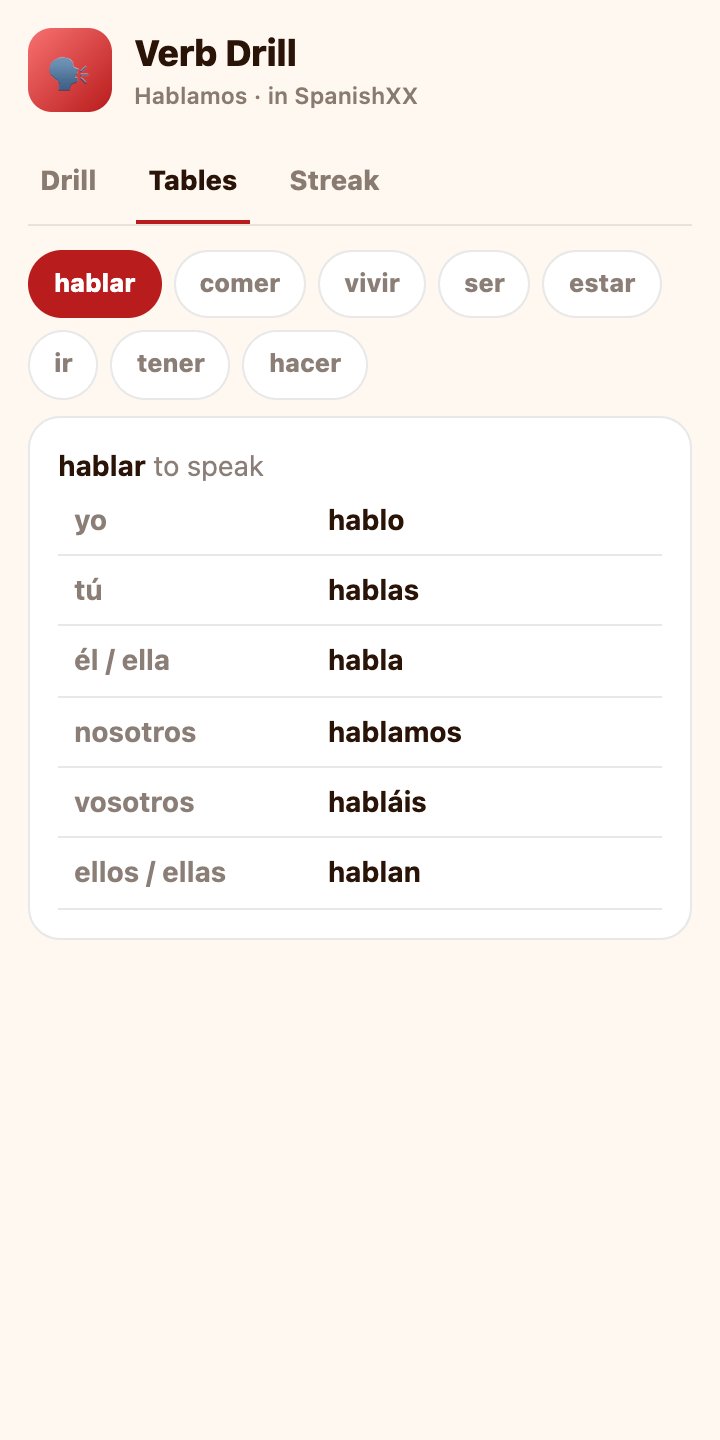 Verb Drill
Hablamos · in SpanishXX
Drill Tables Streak
hablar comer vivir ser estar
ir tener hacer
hablar to speak
yo hablo
tú hablas
él / ella habla
nosotros hablamos
vosotros habláis
ellos / ellas hablan